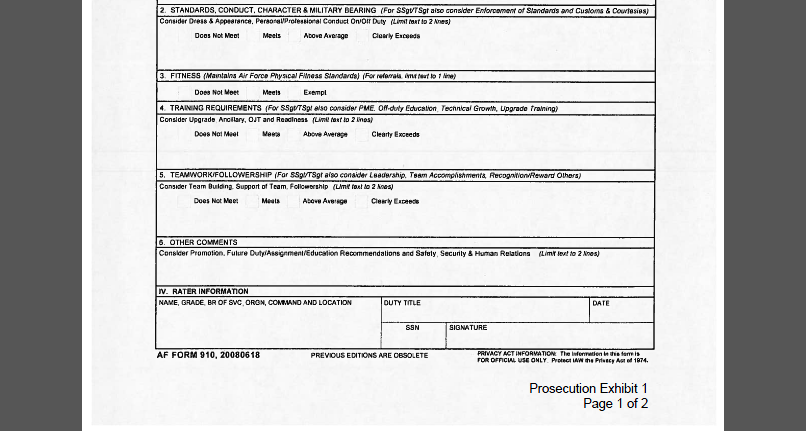 2. STANDARDS, CONDUCT, CHARACTER & MILITARY BEARING (For SSgt/TSgt also consider Enforcement of Standards and Customs & Courtesies)
Consider Dress & Appearance, Personal/Professional Conduct On/Off Duty (Limit text to 2 lines)
Does Not Meet Meets Above Average Clearly Exceeds
3. FITNESS (Maintains Air Force Physical Fitness Standards) (For referrals, limit text to 1 line)
Does Not Meet Meets Exempt
4. TRAINING REQUIREMENTS (For SSgt/TSgt also consider PME, Off-duty Education, Technical Growth, Upgrade Training)
Consider Upgrade, Ancillary, OJT and Readiness (Limit text to 2 lines)
Does Not Meet Meets Above Average Clearly Exceeds
5. TEAMWORK/FOLLOWERSHIP (For SSgt/TSgt also consider Leadership, Team Accomplishments, Recognition/Reward Others)
Consider Team Building, Support of Team, Followership (Limit text to 2 lines)
Does Not Meet Meets Above Average Clearly Exceeds
6. OTHER COMMENTS
Consider Promotion, Future Duty/Assignment/Education Recommendations and Safety, Security & Human Relations (Limit text to 2 lines)
IV. RATER INFORMATION
NAME, GRADE, BR OF SVC, ORGN, COMMAND AND LOCATION DUTY TITLE DATE
SSN SIGNATURE
AF FORM 910, 20080618 PREVIOUS EDITIONS ARE OBSOLETE PRIVACY ACT INFORMATION: The information in this form is
FOR OFFICIAL USE ONLY. Protect IAW the Privacy Act of 1974.
Prosecution Exhibit 1
Page 1 of 2